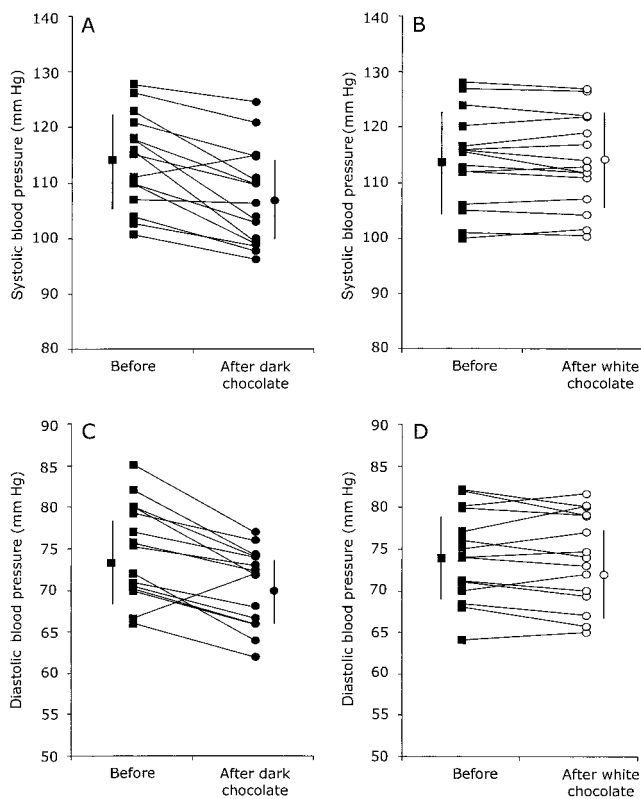 A
Systolic blood pressure (mm Hg)
140
130
120
110
100
90
80
Before
After dark
chocolate
B
Systolic blood pressure (mm Hg)
140
130
120
110
100
90
80
Before
After white
chocolate
C
Diastolic blood pressure (mm Hg)
90
85
80
75
70
65
60
55
50
Before
After dark
chocolate
D
Diastolic blood pressure (mm Hg)
90
85
80
75
70
65
60
55
50
Before
After white
chocolate